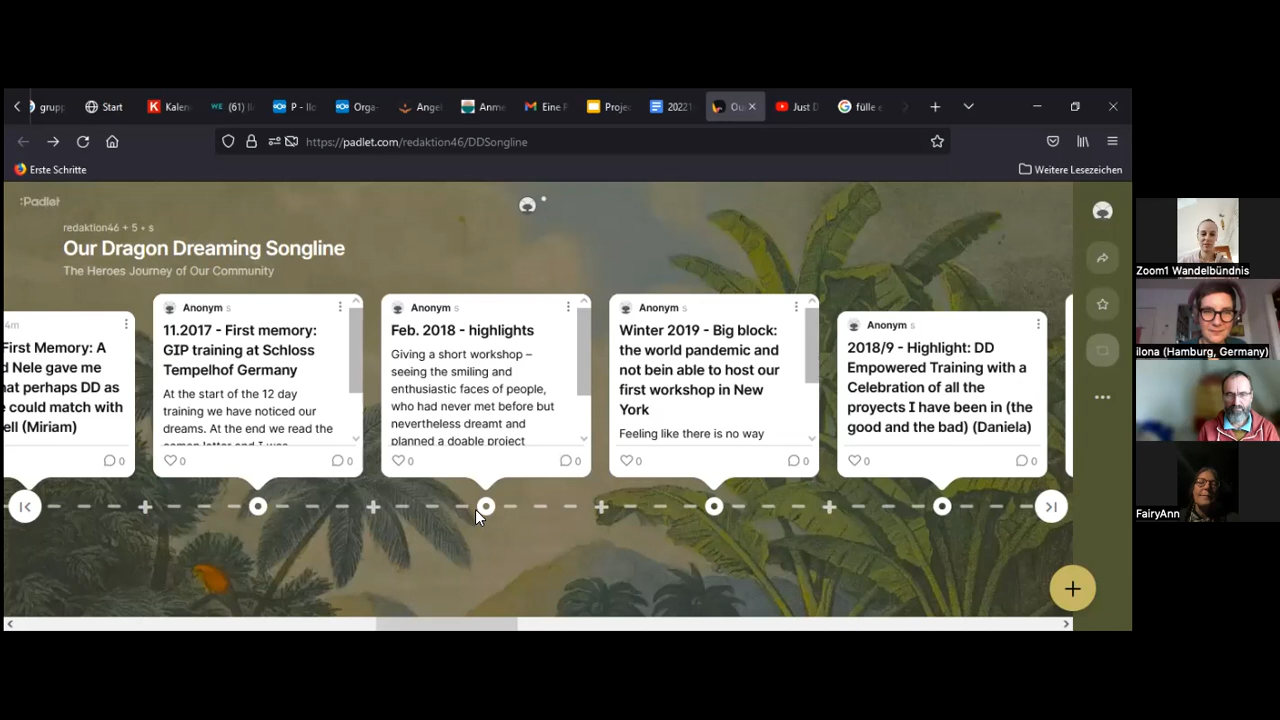 grupp
Start
Kalen
(61) Il
P - Ilo
Orga-
Angel
Anme
Eine F
Projec
20221
Ou
Just D
fülle e
https://padlet.com/redaktion46/DDSongline
Erste Schritte
Weitere Lesezeichen
:Padlet
redaktion46 + 5 • s
Our Dragon Dreaming Songline
The Heroes Journey of Our Community
4m
First Memory: A
d Nele gave me
hat perhaps DD as
e could match with
ell (Miriam)
0
Anonym s
11.2017 - First memory:
GIP training at Schloss
Tempelhof Germany
At the start of the 12 day
training we have noticed our
dreams. At the end we read the
0
0
Anonym s
Feb. 2018 - highlights
Giving a short workshop –
seeing the smiling and
enthusiastic faces of people,
who had never met before but
nevertheless dreamt and
planned a doable project
0
0
Anonym s
Winter 2019 - Big block:
the world pandemic and
not bein able to host our
first workshop in New
York
Feeling like there is no way
0
0
Anonym s
2018/9 - Highlight: DD
Empowered Training with a
Celebration of all the
proyects I have been in (the
good and the bad) (Daniela)
0
0
Zoom1 Wandelbündnis
ilona (Hamburg, Germany)
FairyAnn